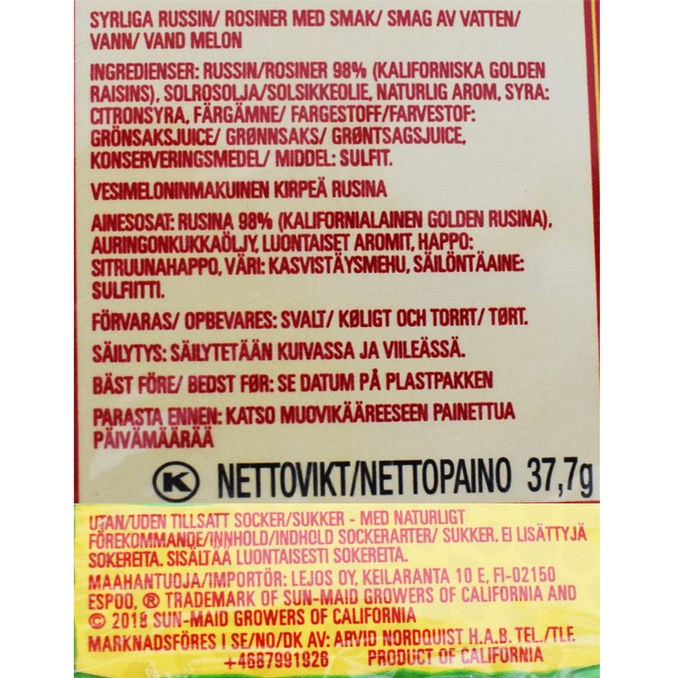 SYRLIGA RUSSIN/ ROSINER MED SMAK/ SMAG AV VATTEN/
VANN/ VAND MELON
INGREDIENSER: RUSSIN/ROSINER 98% (KALIFORNISKA GOLDEN
RAISINS), SOLROSOLJA/SOLSIKKEOLIE, NATURLIG AROM, SYRA:
CITRONSYRA, FÄRGÄMNE/ FARGESTOFF/FARVESTOF:
GRÖNSAKSJUICE/ GRØNNSAKS/ GRØNTSAGSJUICE,
KONSERVERINGSMEDEL/ MIDDEL: SULFIT.
VESIMELONINMAKUINEN KIRPEÄ RUSINA
AINESOSAT: RUSINA 98% (KALIFORNIALAINEN GOLDEN RUSINA),
AURINGONKUKKAÖLJY, LUONTAISET AROMIT, HAPPO:
SITRUUNAHAPPO, VÄRI: KASVISTÄYSMEHU, SÄILÖNTÄAINE:
SULFIITTI.
FÖRVARAS/ OPBEVARES: SVALT/ KØLIGT OCH TORRT/ TØRT.
SÄILYTYS: SÄILYTETÄÄN KUIVASSA JA VIILEÄSSÄ.
BÄST FÖRE/ BEDST FØR: SE DATUM PÅ PLASTPAKKEN
PARASTA ENNEN: KATSO MUOVIKÄÄREESEEN PAINETTUA
PÄIVÄMÄÄRÄÄ
K NETTOVIKT/NETTOPAINO 37,7g
UTAN/UDEN TILLSATT SOCKER/SUKKER - MED NATURLIGT
FÖREKOMMANDE/INNHOLD/INDHOLD SOCKERARTER/ SUKKER. EI LISÄTTYJÄ
SOKEREITA. SISÄLTÄÄ LUONTAISESTI SOKEREITA.
MAAHANTUOJA/IMPORTÖR: LEJOS OY, KEILARANTA 10 E, FI-02150
ESPOO, ® TRADEMARK OF SUN-MAID GROWERS OF CALIFORNIA AND
© 2018 SUN-MAID GROWERS OF CALIFORNIA
MARKNADSFÖRES I SE/NO/DK AV: ARVID NORDQUIST H.A.B. TEL./TLF.
+4687991826 PRODUCT OF CALIFORNIA